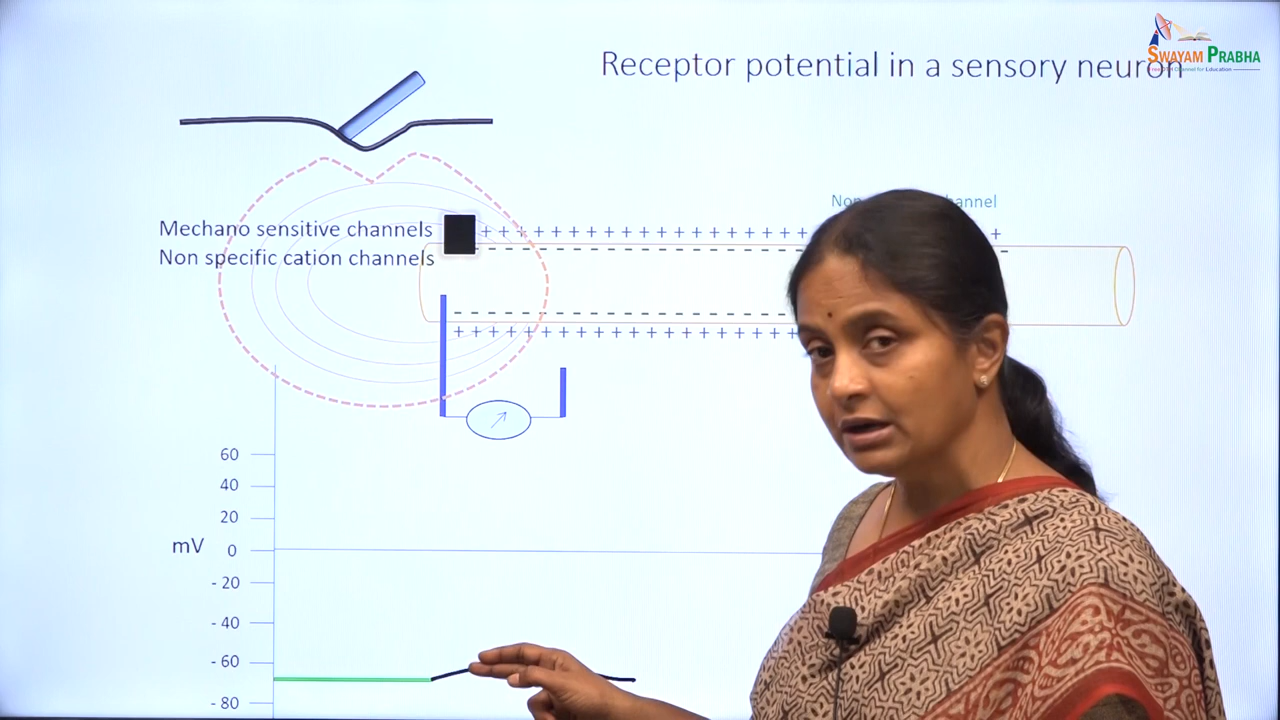 Receptor potential in a sensory neuron
SWAYAM PRABHA
Mechano sensitive channels
Non specific cation channels
60
40
20
mV
0
- 20
- 40
- 60
- 80